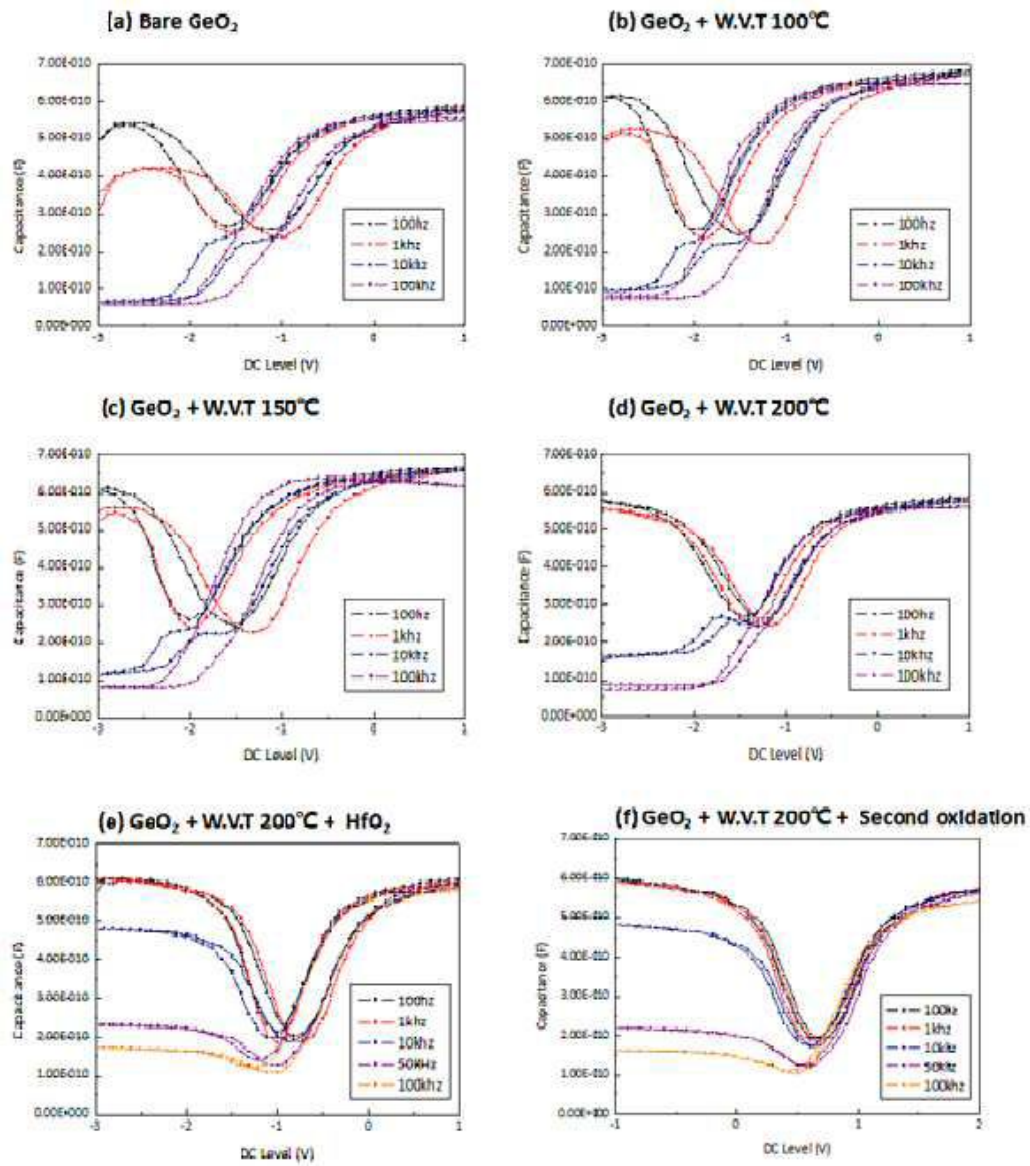 (a) Bare GeO₂
7.00E-010
6.00E-010
5.00E-010
4.00E-010
3.00E-010
2.00E-010
1.00E-010
0.00E+000
Capacitance (F)
100hz
1khz
10khz
100khz
-3 -2 -1 0 1
DC Level (V)
(b) GeO₂ + W.V.T 100℃
7.00E-010
6.00E-010
5.00E-010
4.00E-010
3.00E-010
2.00E-010
1.00E-010
0.00E+000
Capacitance (F)
100hz
1khz
10khz
100khz
-3 -2 -1 0 1
DC Level (V)
(c) GeO₂ + W.V.T 150℃
7.00E-010
6.00E-010
5.00E-010
4.00E-010
3.00E-010
2.00E-010
1.00E-010
0.00E+000
Capacitance (F)
100hz
1khz
10khz
100khz
-3 -2 -1 0 1
DC Level (V)
(d) GeO₂ + W.V.T 200℃
7.00E-010
6.00E-010
5.00E-010
4.00E-010
3.00E-010
2.00E-010
1.00E-010
0.00E+000
Capacitance (F)
100hz
1khz
10khz
100khz
-3 -2 -1 0 1
DC Level (V)
(e) GeO₂ + W.V.T 200℃ + HfO₂
7.00E-010
6.00E-010
5.00E-010
4.00E-010
3.00E-010
2.00E-010
1.00E-010
0.00E+000
Capacitance (F)
100hz
1khz
10khz
50KHz
100khz
-3 -2 -1 0 1
DC Level (V)
(f) GeO₂ + W.V.T 200℃ + Second oxidation
7.00E-010
6.00E-010
5.00E-010
4.00E-010
3.00E-010
2.00E-010
1.00E-010
0.00E+000
Capacitance (F)
100hz
1khz
10khz
50KHz
100khz
-1 0 1 2
DC Level (V)